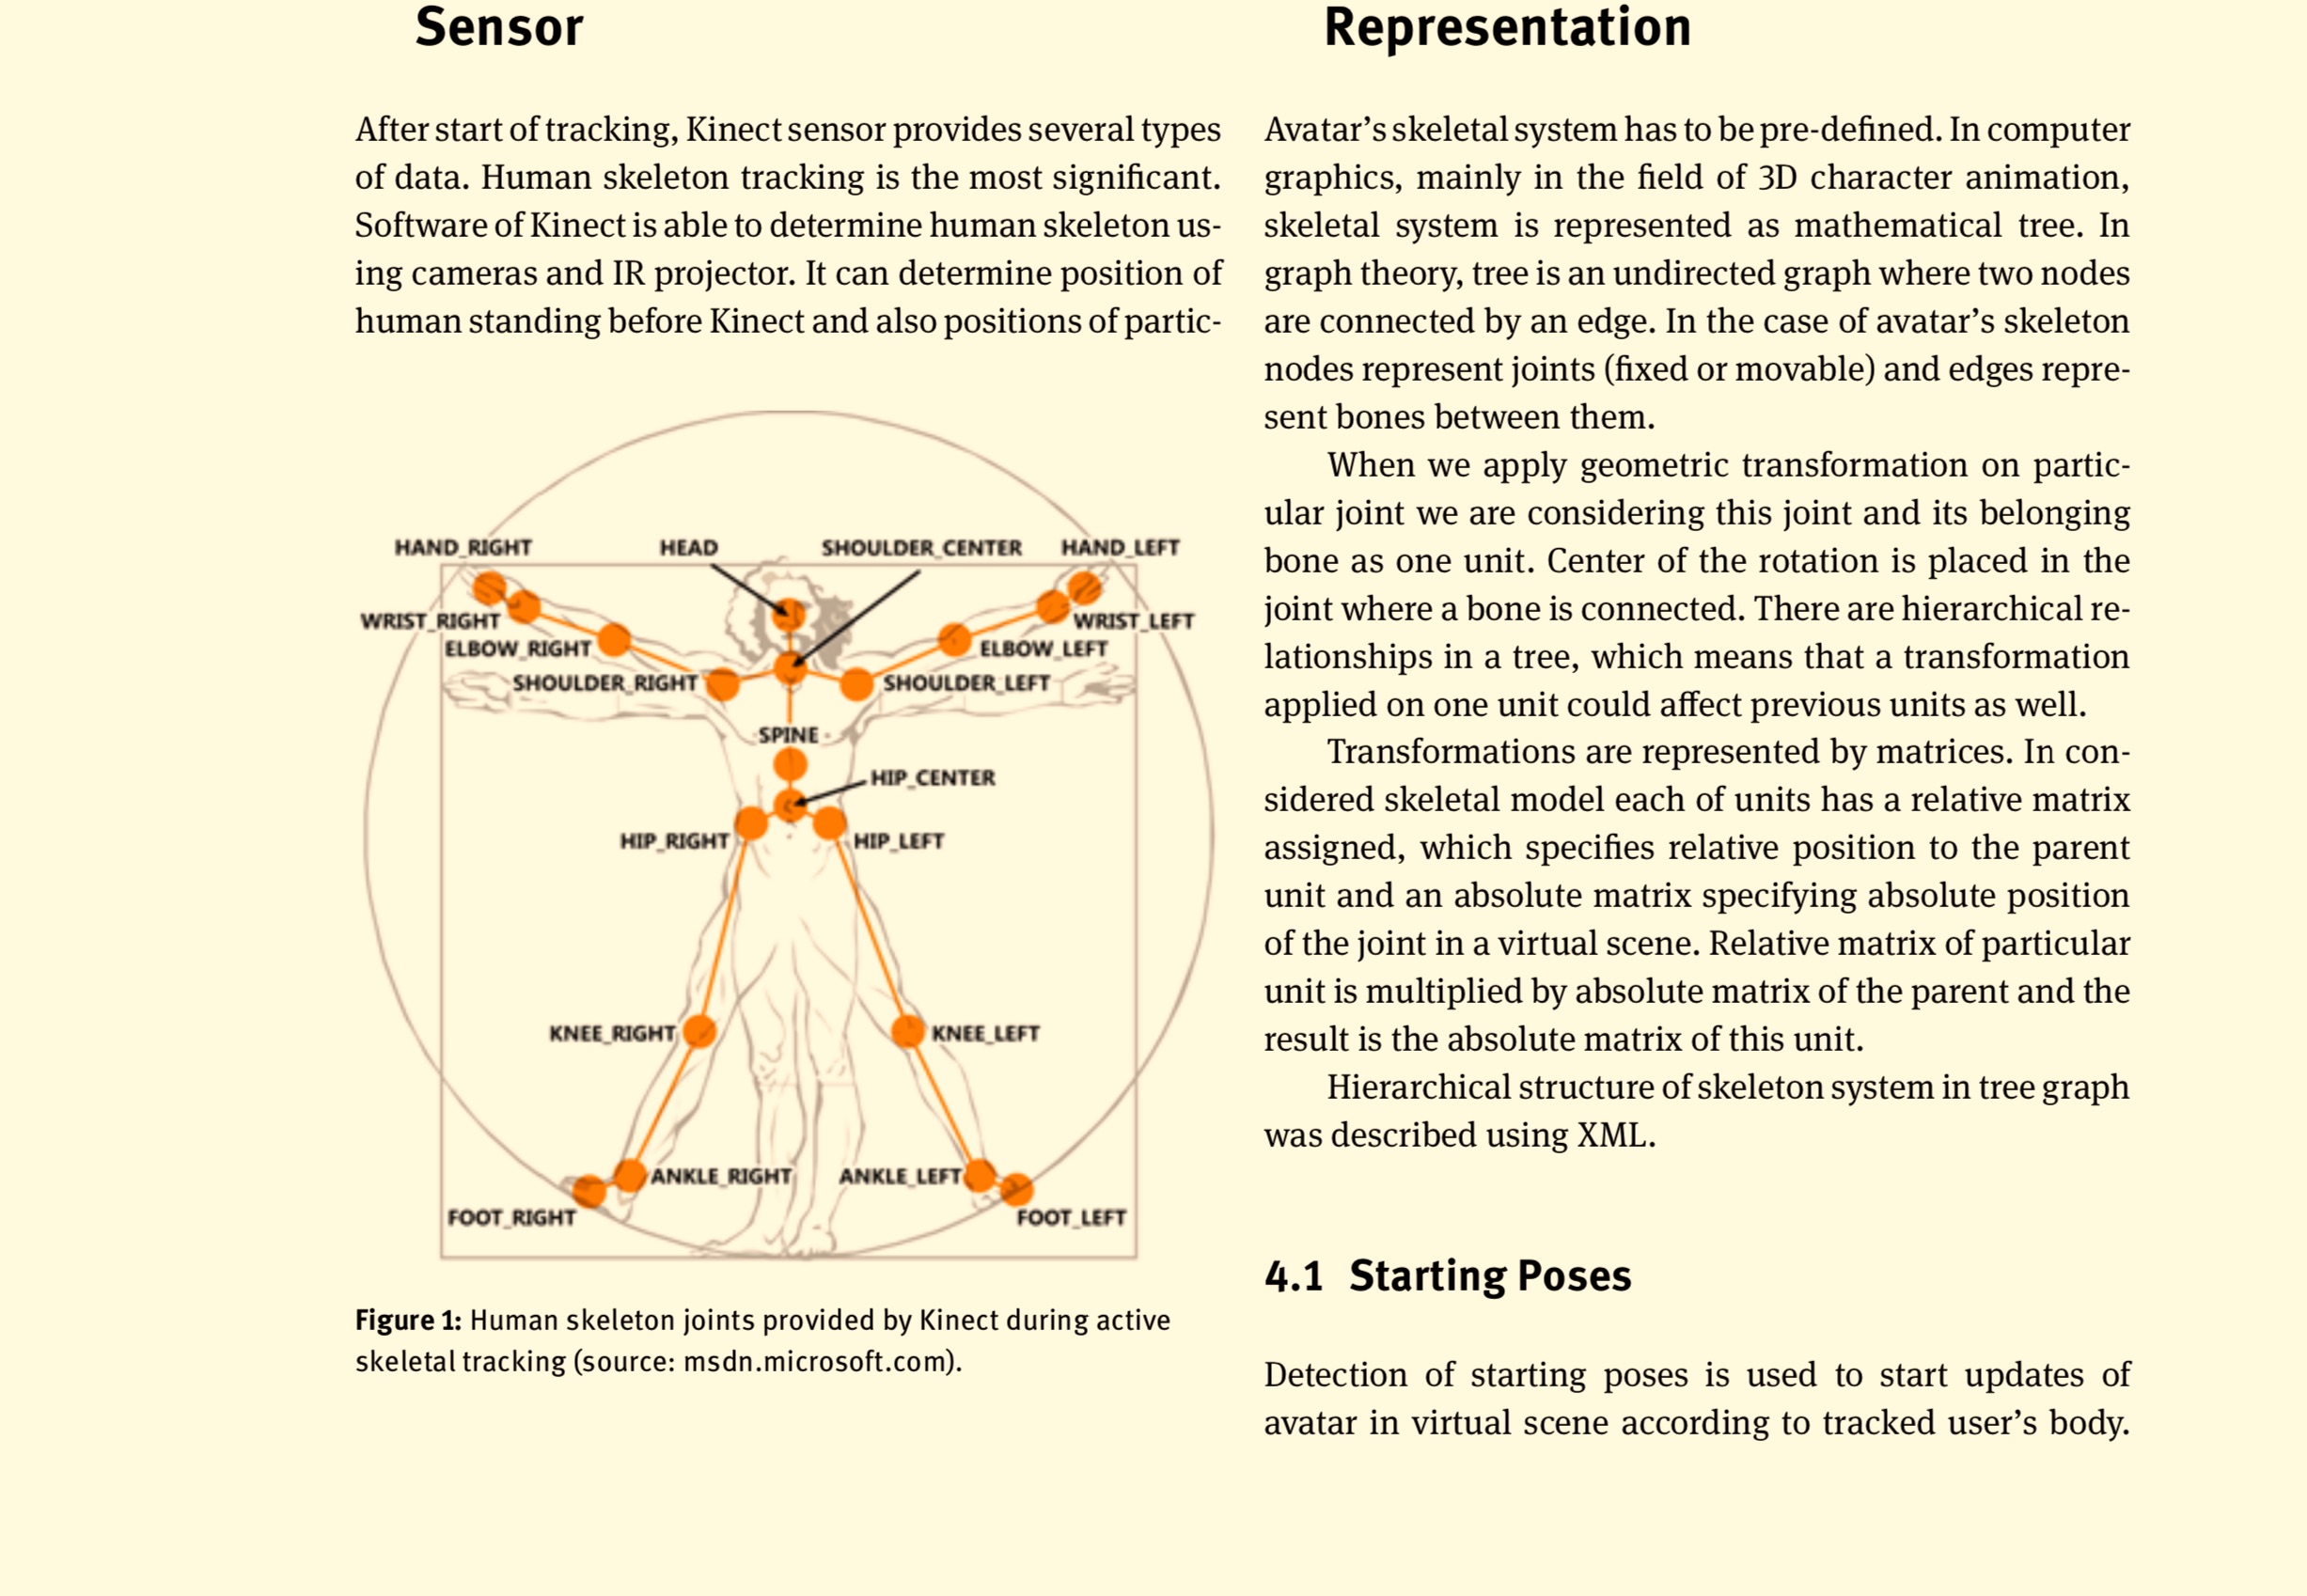 Sensor
After start of tracking, Kinect sensor provides several types
of data. Human skeleton tracking is the most significant.
Software of Kinect is able to determine human skeleton us-
ing cameras and IR projector. It can determine position of
human standing before Kinect and also positions of partic-
HAND_RIGHT HEAD SHOULDER_CENTER HAND_LEFT
WRIST_RIGHT WRIST_LEFT
ELBOW_RIGHT ELBOW_LEFT
SHOULDER_RIGHT SHOULDER_LEFT
SPINE
HIP_CENTER
HIP_RIGHT HIP_LEFT
KNEE_RIGHT KNEE_LEFT
ANKLE_RIGHT ANKLE_LEFT
FOOT_RIGHT FOOT_LEFT
Figure 1: Human skeleton joints provided by Kinect during active
skeletal tracking (source: msdn.microsoft.com).
Representation
Avatar’s skeletal system has to be pre-defined. In computer
graphics, mainly in the field of 3D character animation,
skeletal system is represented as mathematical tree. In
graph theory, tree is an undirected graph where two nodes
are connected by an edge. In the case of avatar’s skeleton
nodes represent joints (fixed or movable) and edges repre-
sent bones between them.
When we apply geometric transformation on partic-
ular joint we are considering this joint and its belonging
bone as one unit. Center of the rotation is placed in the
joint where a bone is connected. There are hierarchical re-
lationships in a tree, which means that a transformation
applied on one unit could affect previous units as well.
Transformations are represented by matrices. In con-
sidered skeletal model each of units has a relative matrix
assigned, which specifies relative position to the parent
unit and an absolute matrix specifying absolute position
of the joint in a virtual scene. Relative matrix of particular
unit is multiplied by absolute matrix of the parent and the
result is the absolute matrix of this unit.
Hierarchical structure of skeleton system in tree graph
was described using XML.
4.1 Starting Poses
Detection of starting poses is used to start updates of
avatar in virtual scene according to tracked user’s body.